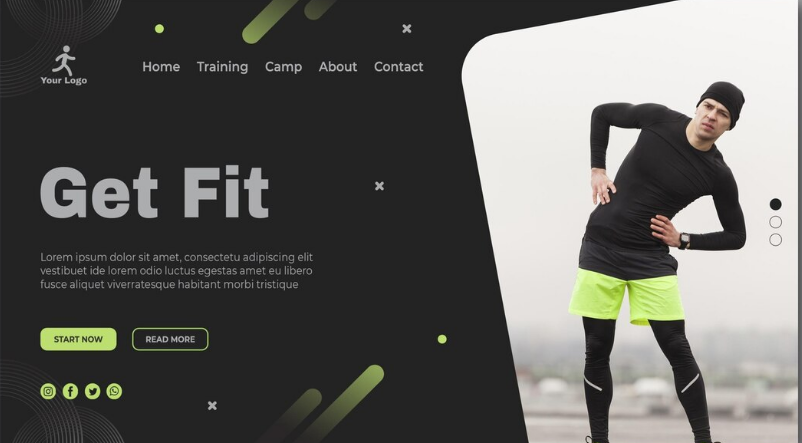 Your Logo
Home Training Camp About Contact
Get Fit
Lorem ipsum dolor sit amet, consectetu adipiscing elit
vestibuet ide lorem odio luctus egestas amet eu libero
fusce aliquet viverratesque habitant morbi tristique
START NOW READ MORE